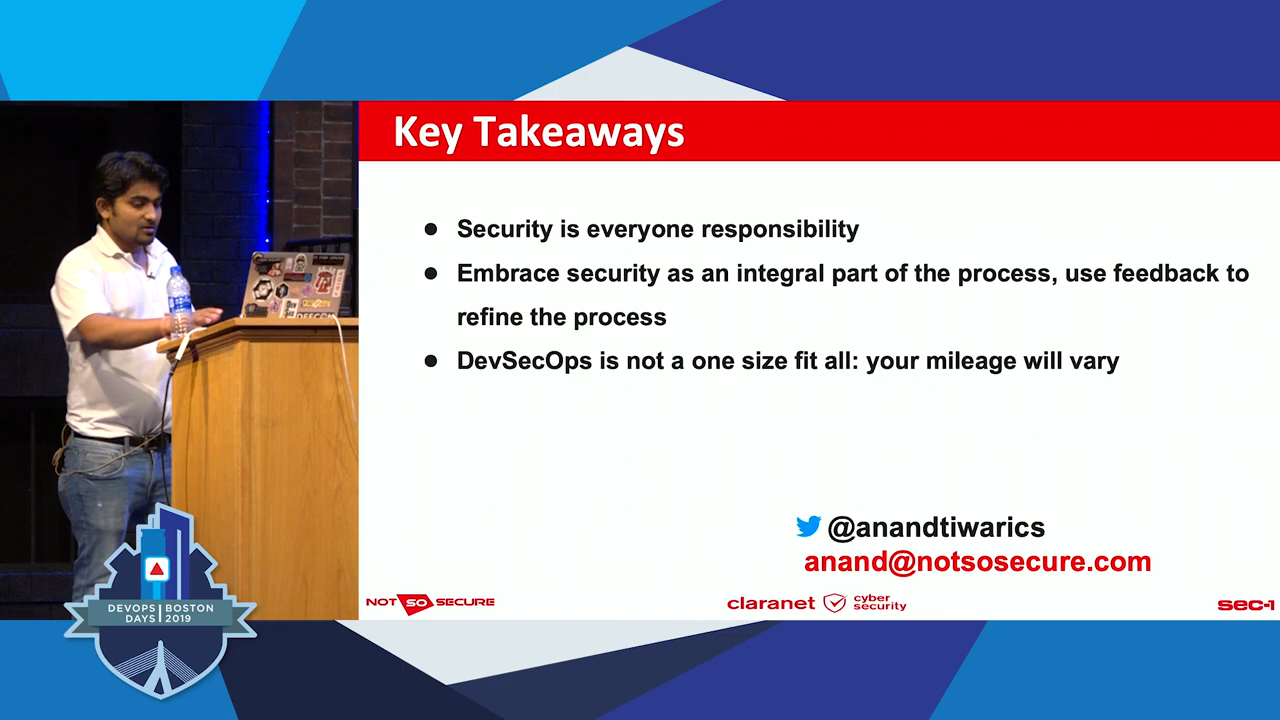 Key Takeaways
● Security is everyone responsibility
● Embrace security as an integral part of the process, use feedback to
refine the process
● DevSecOps is not a one size fit all: your mileage will vary
@anandtiwarics
anand@notsosecure.com
NOT SO SECURE
claranet cyber
security
sec-1
DEVOPS BOSTON
DAYS 2019
DEFCON